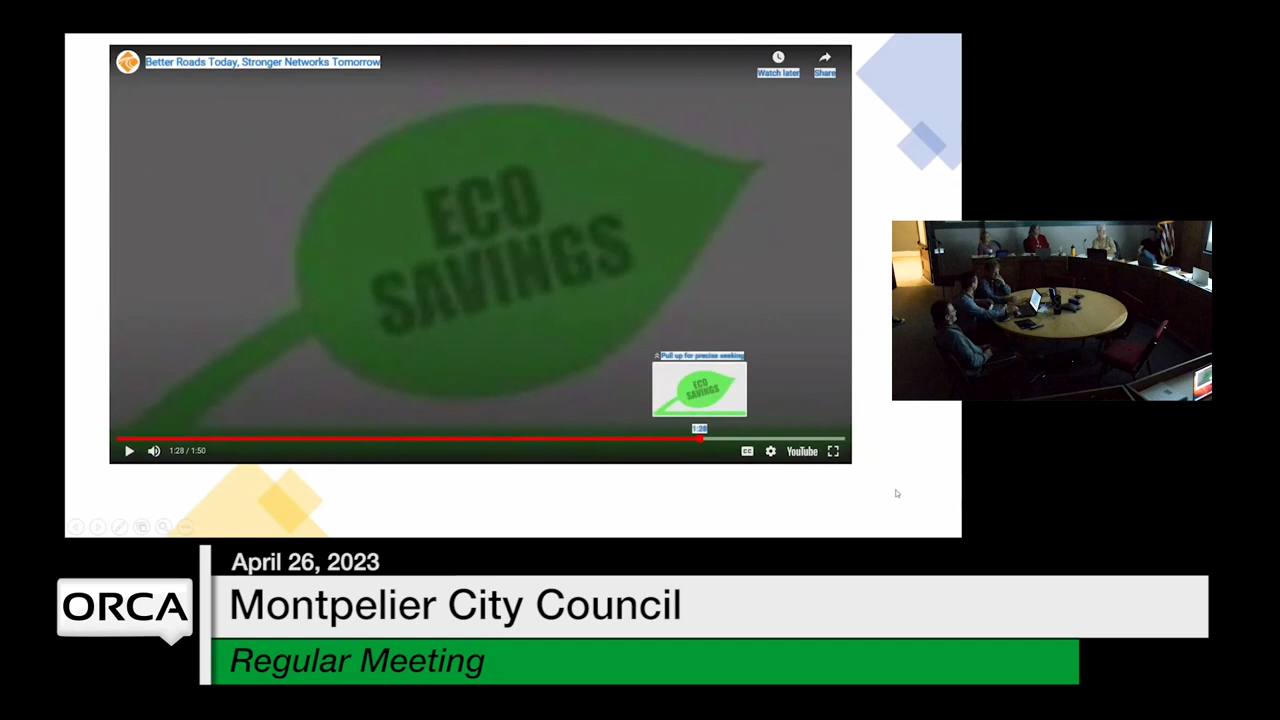 Better Roads Today, Stronger Networks Tomorrow
Watch later
Share
ECO
SAVINGS
Pull up for precise seeking
ECO
SAVINGS
1:28
1:28 / 1:50
CC
YouTube
April 26, 2023
ORCA
Montpelier City Council
Regular Meeting